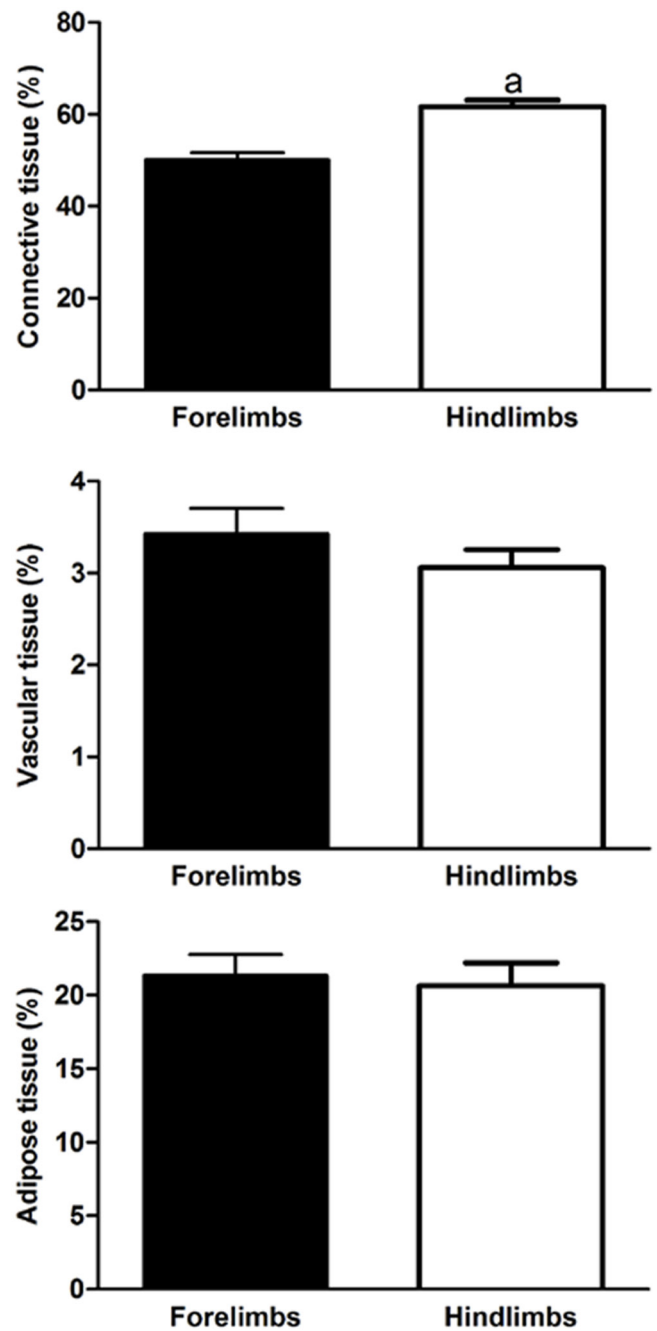 Connective tissue (%)
80
60
40
20
0
a
Forelimbs Hindlimbs
Vascular tissue (%)
4
3
2
1
0
Forelimbs Hindlimbs
Adipose tissue (%)
25
20
15
10
5
0
Forelimbs Hindlimbs